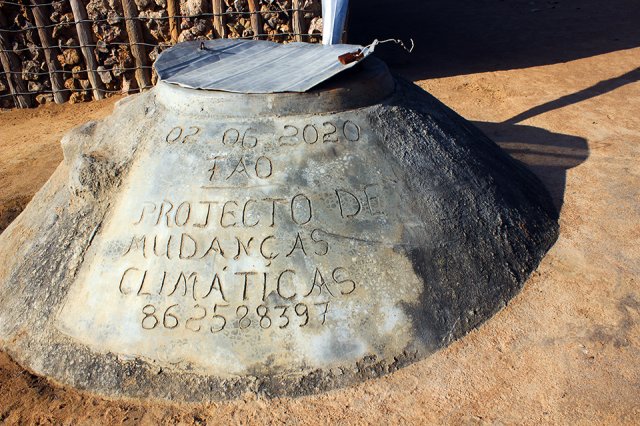 02 06 2020
FAO
PROJECTO DE
MUDANÇAS
CLIMÁTICAS
862588397